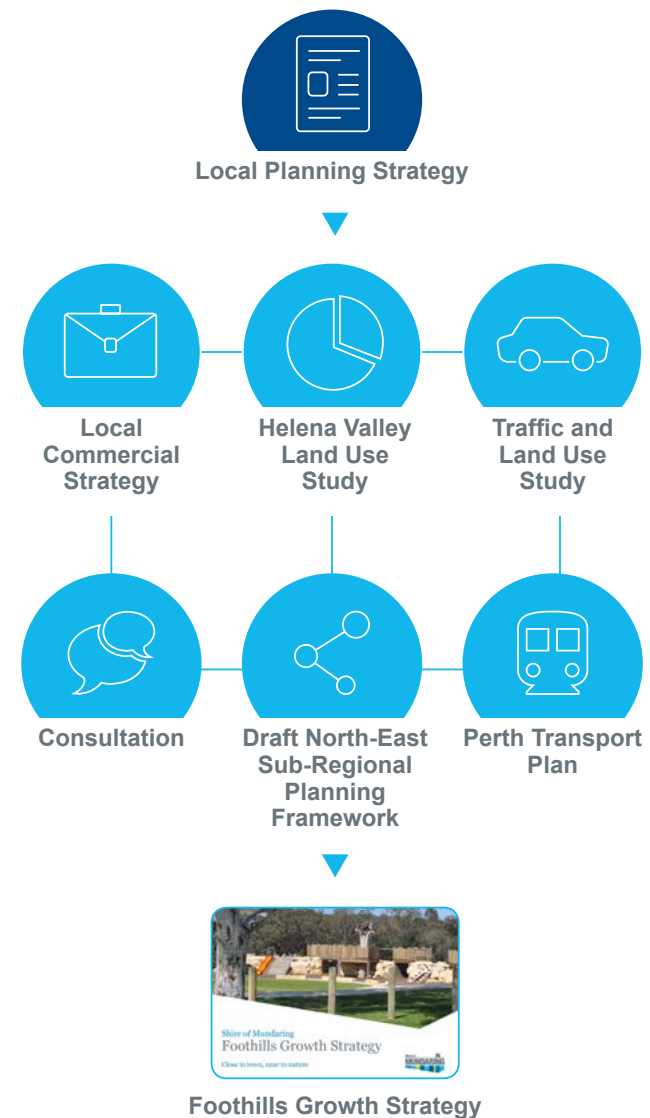 Local Planning Strategy
Local
Commercial
Strategy
Helena Valley
Land Use
Study
Traffic and
Land Use
Study
Consultation
Draft North-East
Sub-Regional
Planning
Framework
Perth Transport
Plan
Shire of Mundaring
Foothills Growth Strategy
Close to town, near to nature
MUNDARING
Foothills Growth Strategy